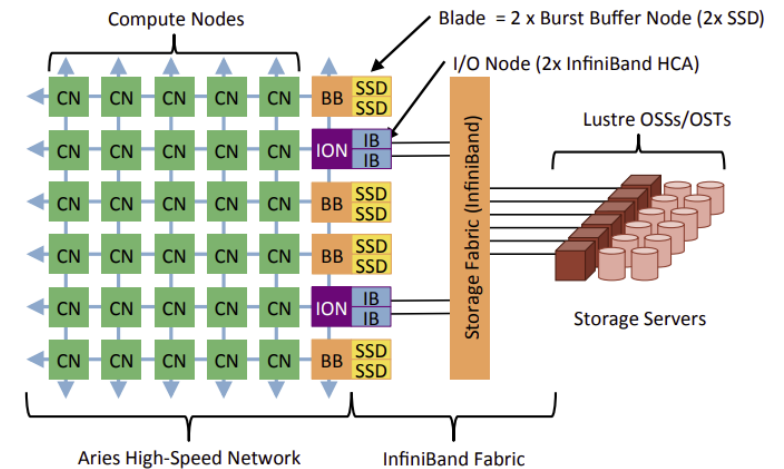 Compute Nodes
Blade = 2 x Burst Buffer Node (2x SSD)
I/O Node (2x InfiniBand HCA)
Lustre OSSs/OSTs
CN CN CN CN CN BB SSD
SSD
CN CN CN CN CN ION IB
IB
CN CN CN CN CN BB SSD
SSD
CN CN CN CN CN BB SSD
SSD
CN CN CN CN CN ION IB
IB
CN CN CN CN CN BB SSD
SSD
Storage Fabric (InfiniBand)
Storage Servers
Aries High-Speed Network
InfiniBand Fabric